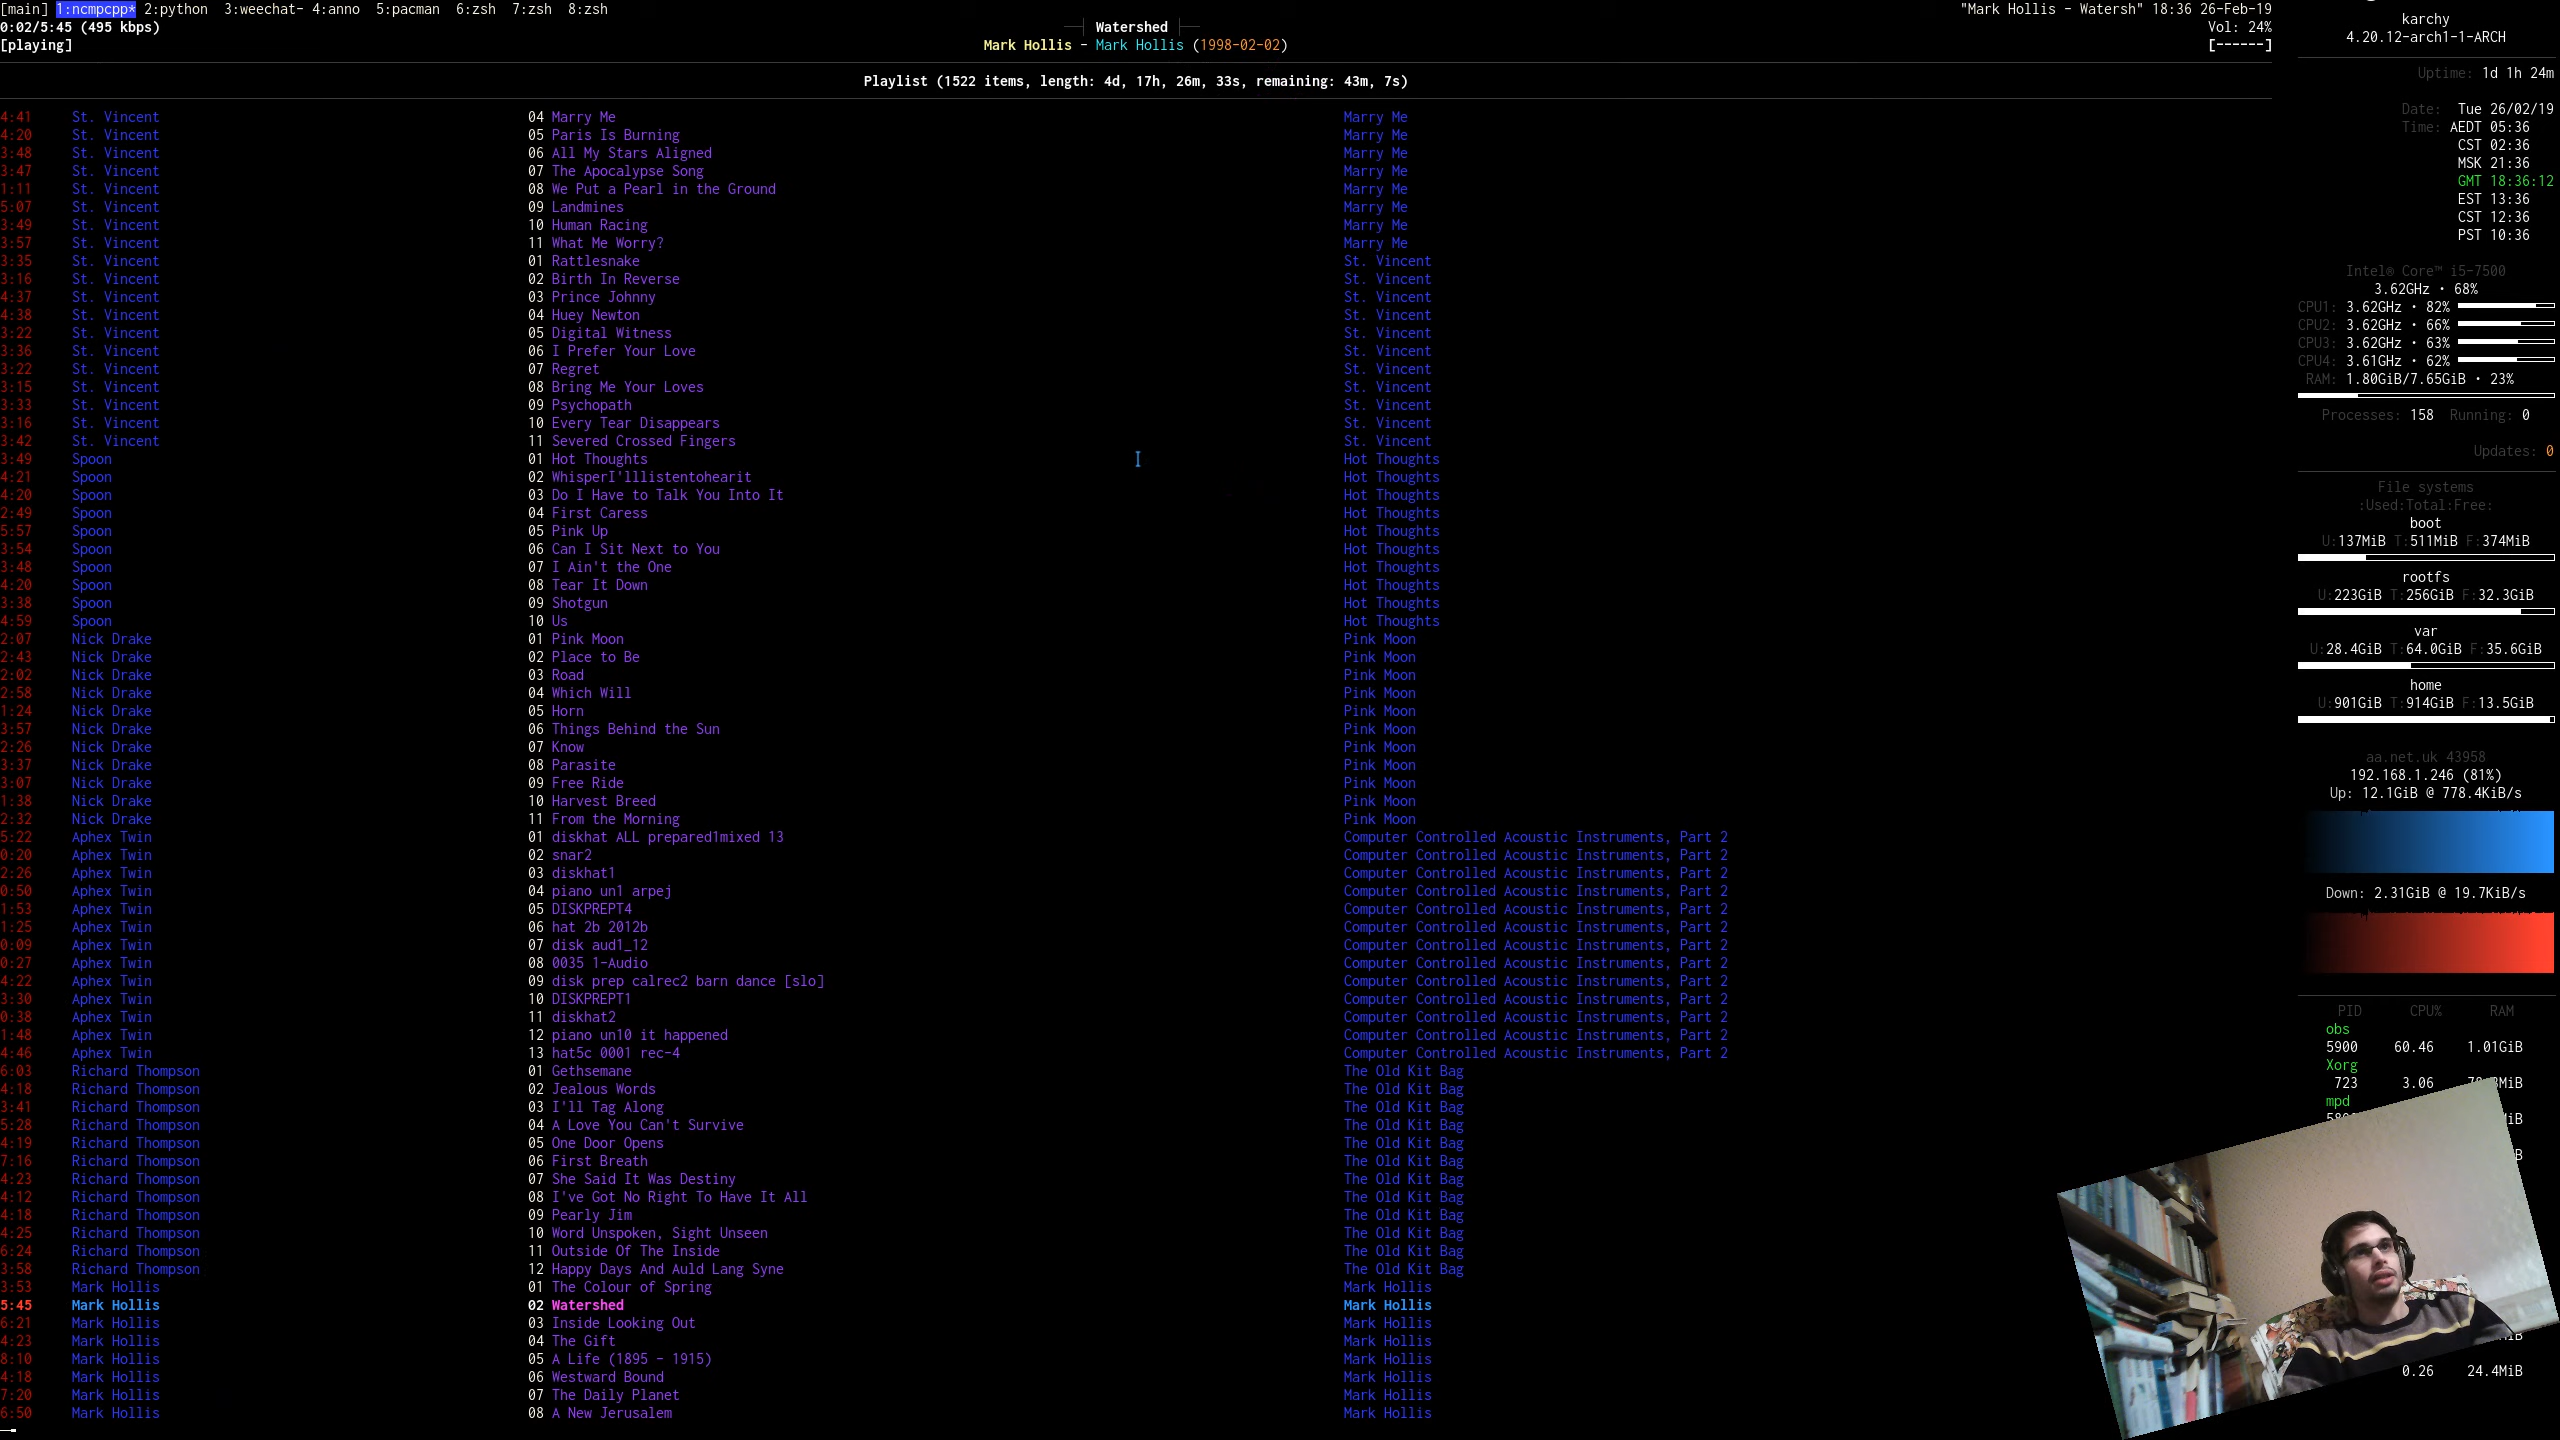 [main] 1:ncmpcpp* 2:python 3:weechat- 4:anno 5:pacman 6:zsh 7:zsh 8:zsh "Mark Hollis - Watersh" 18:36 26-Feb-19
0:02/5:45 (495 kbps) Watershed Vol: 24%
[playing] Mark Hollis - Mark Hollis (1998-02-02) [------]
Playlist (1522 items, length: 4d, 17h, 26m, 33s, remaining: 43m, 7s)
4:41 St. Vincent 04 Marry Me Marry Me
4:20 St. Vincent 05 Paris Is Burning Marry Me
3:48 St. Vincent 06 All My Stars Aligned Marry Me
3:47 St. Vincent 07 The Apocalypse Song Marry Me
1:11 St. Vincent 08 We Put a Pearl in the Ground Marry Me
5:07 St. Vincent 09 Landmines Marry Me
3:49 St. Vincent 10 Human Racing Marry Me
3:57 St. Vincent 11 What Me Worry? Marry Me
3:35 St. Vincent 01 Rattlesnake St. Vincent
3:16 St. Vincent 02 Birth In Reverse St. Vincent
4:37 St. Vincent 03 Prince Johnny St. Vincent
4:38 St. Vincent 04 Huey Newton St. Vincent
3:22 St. Vincent 05 Digital Witness St. Vincent
3:36 St. Vincent 06 I Prefer Your Love St. Vincent
3:22 St. Vincent 07 Regret St. Vincent
3:15 St. Vincent 08 Bring Me Your Loves St. Vincent
3:33 St. Vincent 09 Psychopath St. Vincent
3:16 St. Vincent 10 Every Tear Disappears St. Vincent
3:42 St. Vincent 11 Severed Crossed Fingers St. Vincent
3:49 Spoon 01 Hot Thoughts Hot Thoughts
4:21 Spoon 02 WhisperI'lllistentohearit Hot Thoughts
4:20 Spoon 03 Do I Have to Talk You Into It Hot Thoughts
2:49 Spoon 04 First Caress Hot Thoughts
5:57 Spoon 05 Pink Up Hot Thoughts
3:54 Spoon 06 Can I Sit Next to You Hot Thoughts
3:48 Spoon 07 I Ain't the One Hot Thoughts
4:20 Spoon 08 Tear It Down Hot Thoughts
3:38 Spoon 09 Shotgun Hot Thoughts
4:59 Spoon 10 Us Hot Thoughts
2:07 Nick Drake 01 Pink Moon Pink Moon
2:43 Nick Drake 02 Place to Be Pink Moon
2:02 Nick Drake 03 Road Pink Moon
2:58 Nick Drake 04 Which Will Pink Moon
1:24 Nick Drake 05 Horn Pink Moon
3:57 Nick Drake 06 Things Behind the Sun Pink Moon
2:26 Nick Drake 07 Know Pink Moon
3:37 Nick Drake 08 Parasite Pink Moon
3:07 Nick Drake 09 Free Ride Pink Moon
1:38 Nick Drake 10 Harvest Breed Pink Moon
2:32 Nick Drake 11 From the Morning Pink Moon
5:22 Aphex Twin 01 diskhat ALL prepared1mixed 13 Computer Controlled Acoustic Instruments, Part 2
0:20 Aphex Twin 02 snar2 Computer Controlled Acoustic Instruments, Part 2
2:26 Aphex Twin 03 diskhat1 Computer Controlled Acoustic Instruments, Part 2
0:50 Aphex Twin 04 piano un1 arpej Computer Controlled Acoustic Instruments, Part 2
1:53 Aphex Twin 05 DISKPREPT4 Computer Controlled Acoustic Instruments, Part 2
1:25 Aphex Twin 06 hat 2b 2012b Computer Controlled Acoustic Instruments, Part 2
0:09 Aphex Twin 07 disk aud1_12 Computer Controlled Acoustic Instruments, Part 2
0:27 Aphex Twin 08 0035 1-Audio Computer Controlled Acoustic Instruments, Part 2
4:22 Aphex Twin 09 disk prep calrec2 barn dance [slo] Computer Controlled Acoustic Instruments, Part 2
3:30 Aphex Twin 10 DISKPREPT1 Computer Controlled Acoustic Instruments, Part 2
0:38 Aphex Twin 11 diskhat2 Computer Controlled Acoustic Instruments, Part 2
1:48 Aphex Twin 12 piano un10 it happened Computer Controlled Acoustic Instruments, Part 2
4:46 Aphex Twin 13 hat5c 0001 rec-4 Computer Controlled Acoustic Instruments, Part 2
6:03 Richard Thompson 01 Gethsemane The Old Kit Bag
4:18 Richard Thompson 02 Jealous Words The Old Kit Bag
3:41 Richard Thompson 03 I'll Tag Along The Old Kit Bag
5:28 Richard Thompson 04 A Love You Can't Survive The Old Kit Bag
4:19 Richard Thompson 05 One Door Opens The Old Kit Bag
7:16 Richard Thompson 06 First Breath The Old Kit Bag
4:23 Richard Thompson 07 She Said It Was Destiny The Old Kit Bag
4:12 Richard Thompson 08 I've Got No Right To Have It All The Old Kit Bag
4:18 Richard Thompson 09 Pearly Jim The Old Kit Bag
4:25 Richard Thompson 10 Word Unspoken, Sight Unseen The Old Kit Bag
6:24 Richard Thompson 11 Outside Of The Inside The Old Kit Bag
3:58 Richard Thompson 12 Happy Days And Auld Lang Syne The Old Kit Bag
3:53 Mark Hollis 01 The Colour of Spring Mark Hollis
5:45 Mark Hollis 02 Watershed Mark Hollis
6:21 Mark Hollis 03 Inside Looking Out Mark Hollis
4:23 Mark Hollis 04 The Gift Mark Hollis
8:10 Mark Hollis 05 A Life (1895 - 1915) Mark Hollis
4:18 Mark Hollis 06 Westward Bound Mark Hollis
7:20 Mark Hollis 07 The Daily Planet Mark Hollis
6:50 Mark Hollis 08 A New Jerusalem Mark Hollis
karchy
4.20.12-arch1-1-ARCH
Uptime: 1d 1h 24m
Date: Tue 26/02/19
Time: AEDT 05:36
CST 02:36
MSK 21:36
GMT 18:36:12
EST 13:36
CST 12:36
PST 10:36
Intel® Core™ i5-7500
3.62GHz • 68%
CPU1: 3.62GHz • 82%
CPU2: 3.62GHz • 66%
CPU3: 3.62GHz • 63%
CPU4: 3.61GHz • 62%
RAM: 1.80GiB/7.65GiB • 23%
Processes: 158 Running: 0
Updates: 0
File systems
:Used:Total:Free:
boot
U:137MiB T:511MiB F:374MiB
rootfs
U:223GiB T:256GiB F:32.3GiB
var
U:28.4GiB T:64.0GiB F:35.6GiB
home
U:901GiB T:914GiB F:13.5GiB
aa.net.uk 43958
192.168.1.246 (81%)
Up: 12.1GiB @ 778.4KiB/s
Down: 2.31GiB @ 19.7KiB/s
PID CPU% RAM
obs
5900 60.46 1.01GiB
Xorg
723 3.06
mpd
0.26 24.4MiB